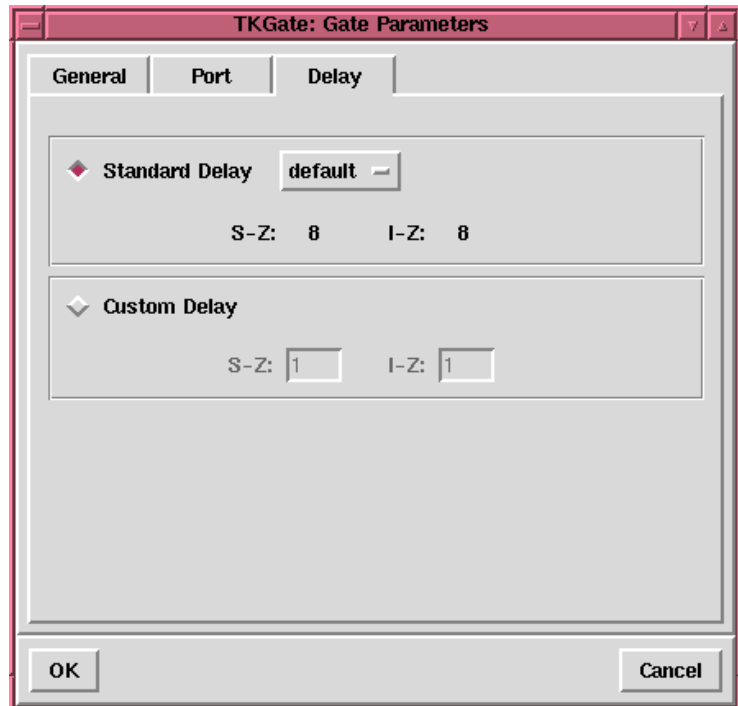 TKGate: Gate Parameters
General Port Delay
Standard Delay default
S-Z: 8 I-Z: 8
Custom Delay
S-Z: 1 I-Z: 1
OK Cancel